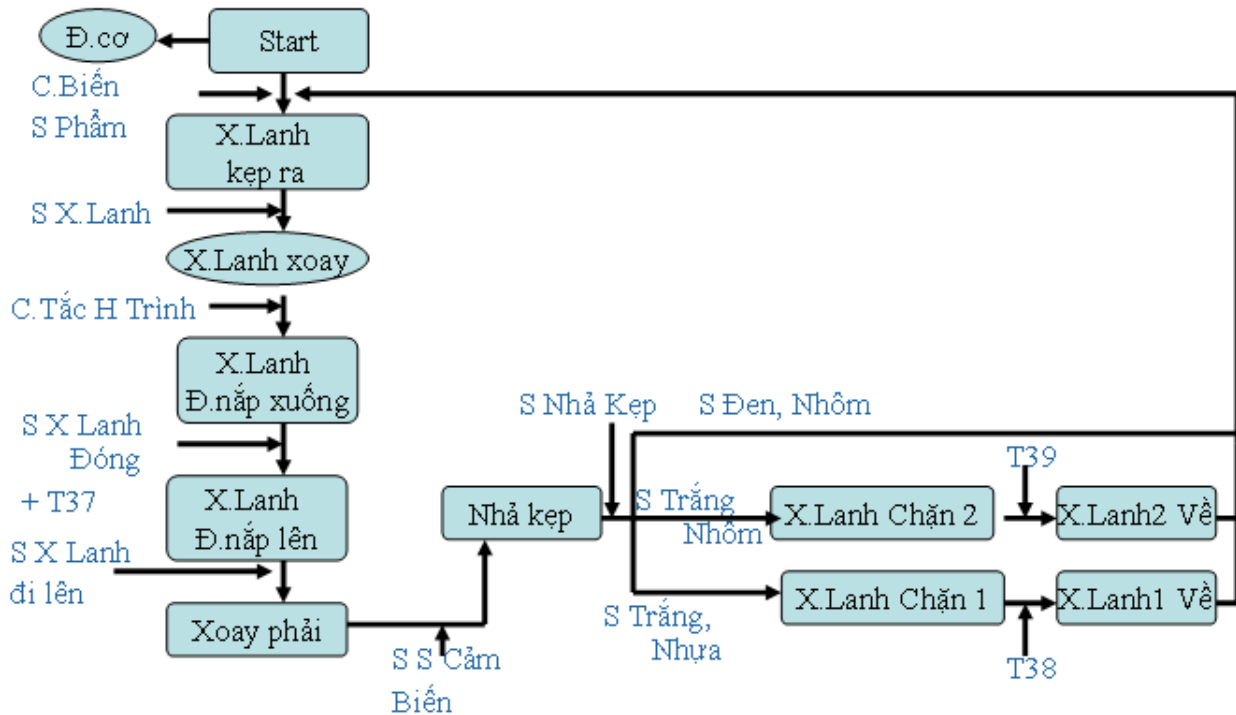 Đ.cơ
Start
C.Biến
S Phẩm
X.Lanh
kẹp ra
S X.Lanh
X.Lanh xoay
C.Tắc H Trình
X.Lanh
Đ.nắp xuống
S X Lanh
Đóng
+ T37
X.Lanh
Đ.nắp lên
S X Lanh
đi lên
Xoay phải
S S Cảm
Biến
Nhả kẹp
S Nhả Kẹp
S Đen, Nhôm
S Trắng
Nhôm
X.Lanh Chặn 2
T39
X.Lanh2 Về
S Trắng,
Nhựa
X.Lanh Chặn 1
X.Lanh1 Về
T38